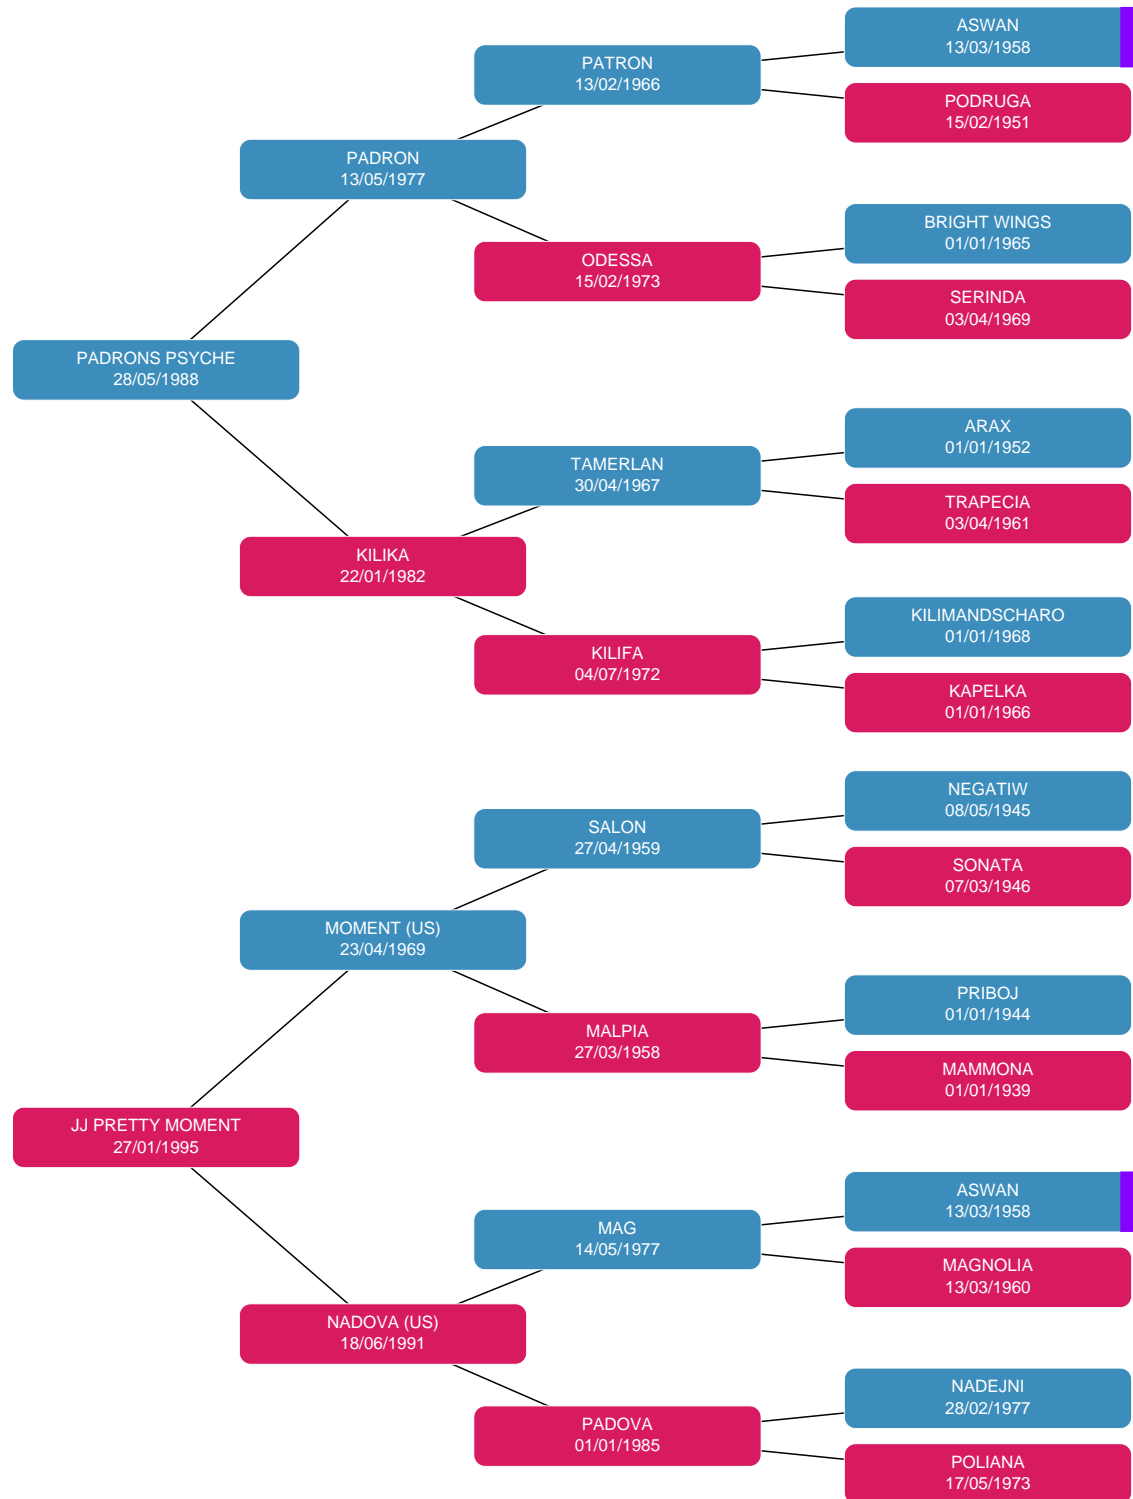 ASWAN
13/03/1958
PATRON
13/02/1966
PODRUGA
15/02/1951
PADRON
13/05/1977
BRIGHT WINGS
01/01/1965
ODESSA
15/02/1973
SERINDA
03/04/1969
PADRONS PSYCHE
28/05/1988
ARAX
01/01/1952
TAMERLAN
30/04/1967
TRAPECIA
03/04/1961
KILIKA
22/01/1982
KILIMANDSCHARO
01/01/1968
KILIFA
04/07/1972
KAPELKA
01/01/1966
NEGATIW
08/05/1945
SALON
27/04/1959
SONATA
07/03/1946
MOMENT (US)
23/04/1969
PRIBOJ
01/01/1944
MALPIA
27/03/1958
MAMMONA
01/01/1939
JJ PRETTY MOMENT
27/01/1995
ASWAN
13/03/1958
MAG
14/05/1977
MAGNOLIA
13/03/1960
NADOVA (US)
18/06/1991
NADEJNI
28/02/1977
PADOVA
01/01/1985
POLIANA
17/05/1973